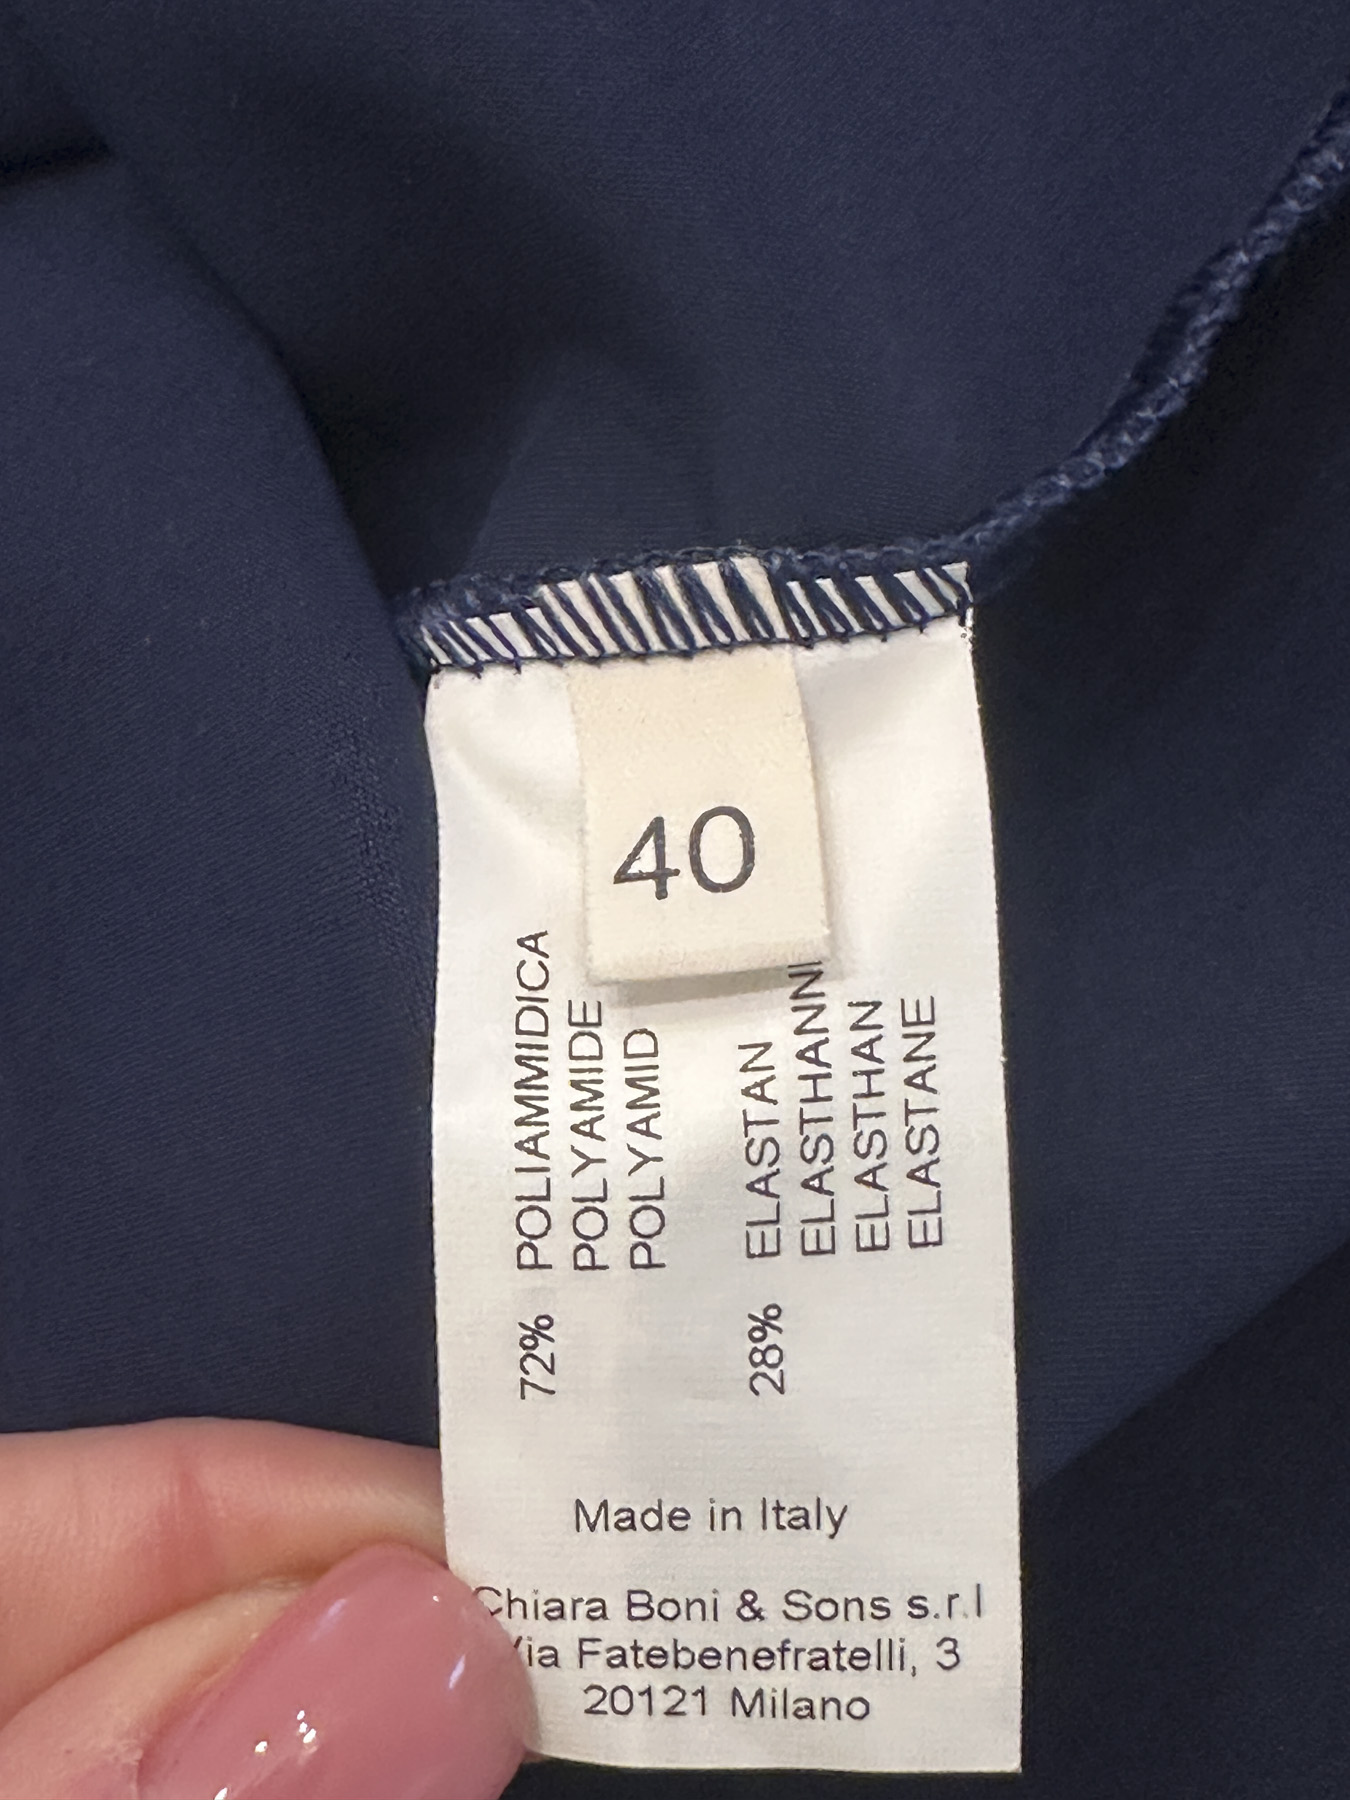 40
72% POLIAMMIDICA
POLYAMIDE
POLYAMID
28% ELASTAN
ELASTHANN
ELASTHAN
ELASTANE
Made in Italy
Chiara Boni & Sons s.r.l
Via Fatebenefratelli, 3
20121 Milano